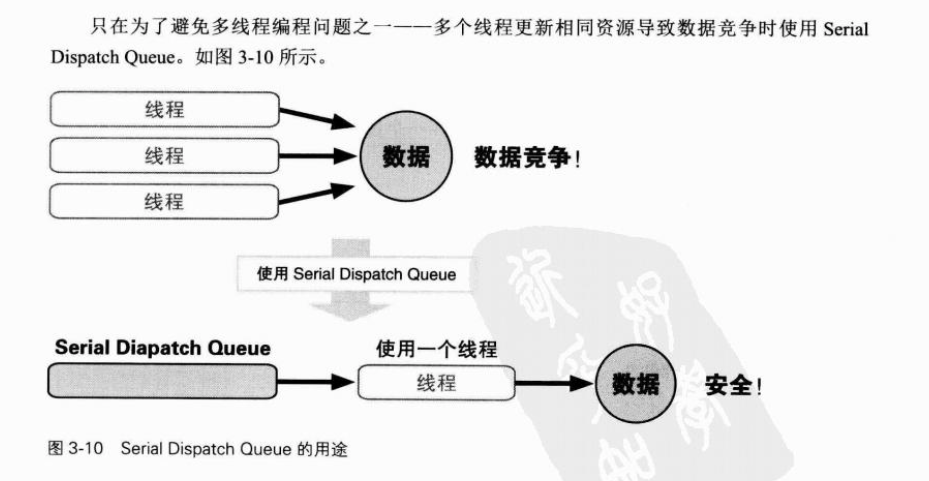 只在为了避免多线程编程问题之一——多个线程更新相同资源导致数据竞争时使用 Serial
Dispatch Queue。如图 3-10 所示。
线程
线程
数据
数据竞争！
线程
使用 Serial Dispatch Queue
Serial Diapatch Queue
使用一个线程
线程
数据
安全！
图 3-10 Serial Dispatch Queue 的用途